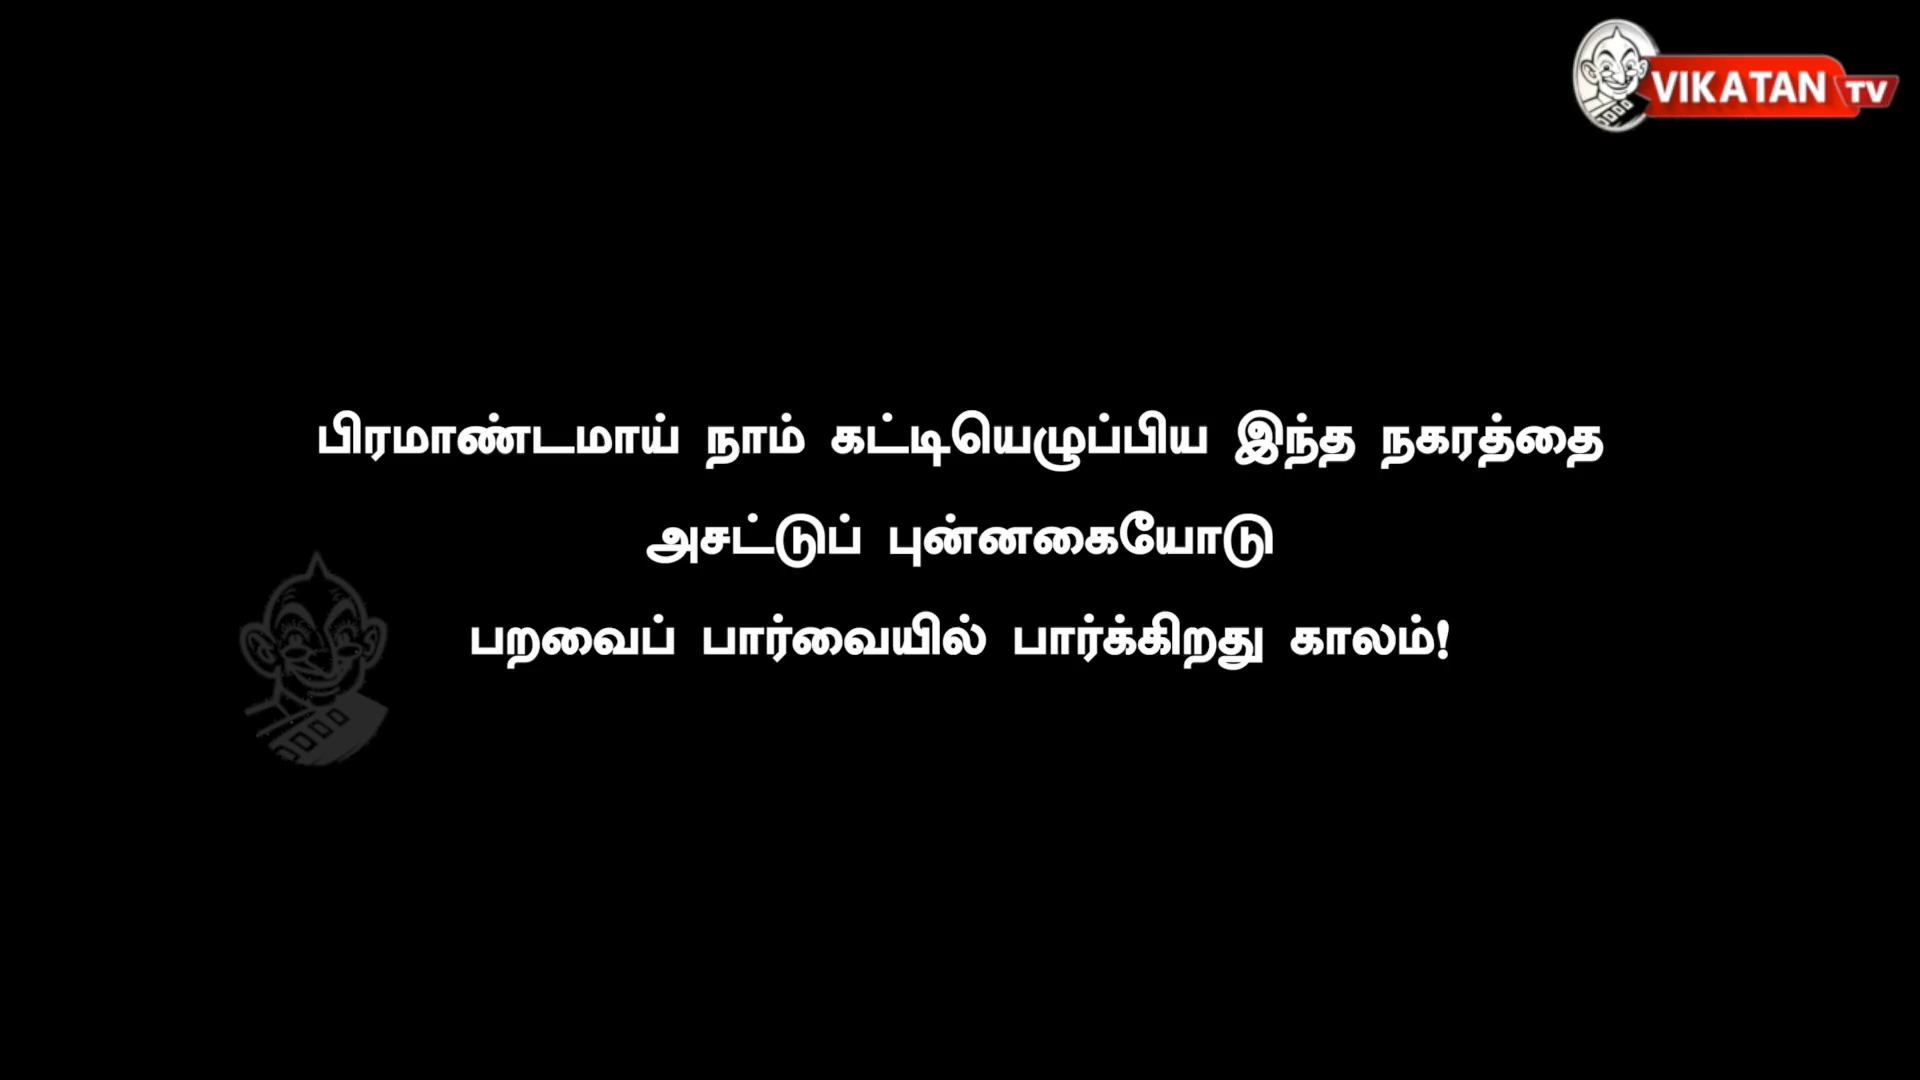 VIKATAN TV
பிரமாண்டமாய் நாம் கட்டியெழுப்பிய இந்த நகரத்தை
அசட்டுப் புன்னகையோடு
பறவைப் பார்வையில் பார்க்கிறது காலம்!